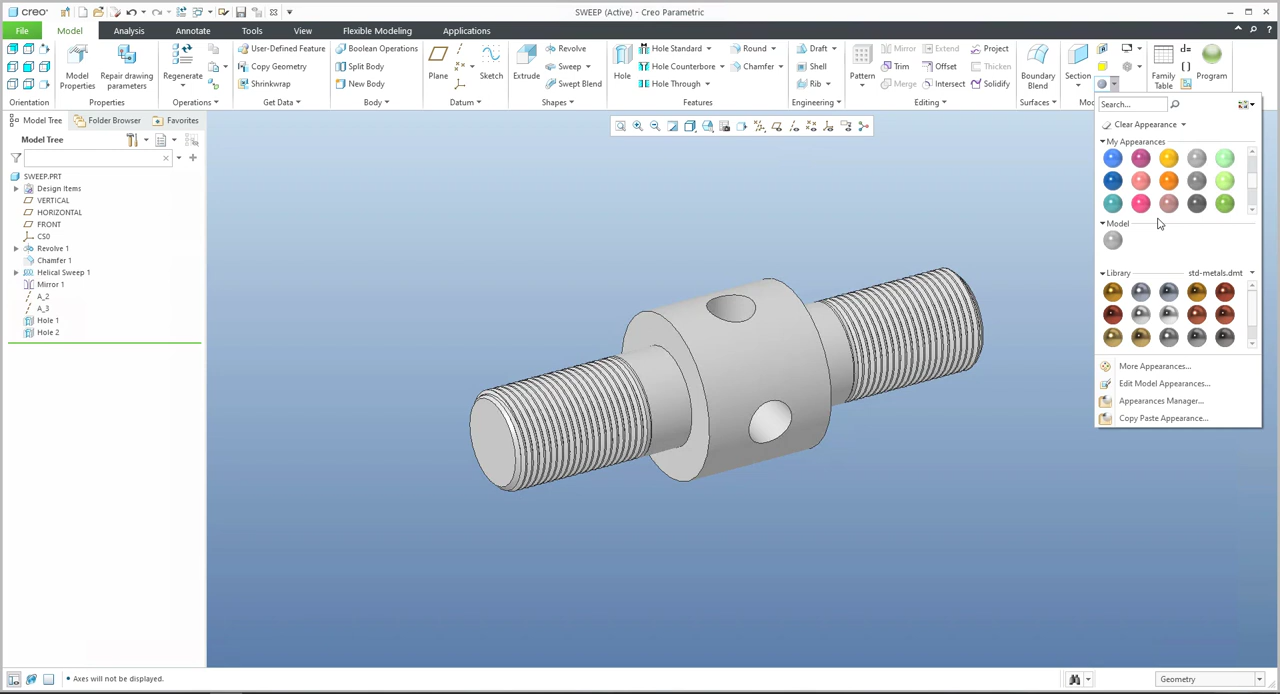 creo
SWEEP (Active) - Creo Parametric
File
Model
Analysis
Annotate
Tools
View
Flexible Modeling
Applications
Model Properties
Repair drawing parameters
Regenerate
User-Defined Feature
Copy Geometry
Shrinkwrap
Boolean Operations
Split Body
New Body
Plane
Sketch
Extrude
Revolve
Sweep
Swept Blend
Hole
Hole Standard
Hole Counterbore
Hole Through
Round
Chamfer
Draft
Shell
Rib
Pattern
Mirror
Trim
Move
Extend
Offset
Merge
Intersect
Project
Thicken
Solidify
Boundary Blend
Section
Family Table
d=
{ }
Program
Orientation
Properties
Operations
Get Data
Body
Datum
Shapes
Features
Engineering
Editing
Surfaces
Mod
Model Tree
Folder Browser
Favorites
Model Tree
SWEEP.PRT
Design Items
VERTICAL
HORIZONTAL
FRONT
CS0
Revolve 1
Chamfer 1
Helical Sweep 1
Mirror 1
A_2
A_3
Hole 1
Hole 2
Search...
Clear Appearance
My Appearances
Model
Library
std-metals.dmt
More Appearances...
Edit Model Appearances...
Appearances Manager...
Copy Paste Appearance...
• Axes will not be displayed.
Geometry